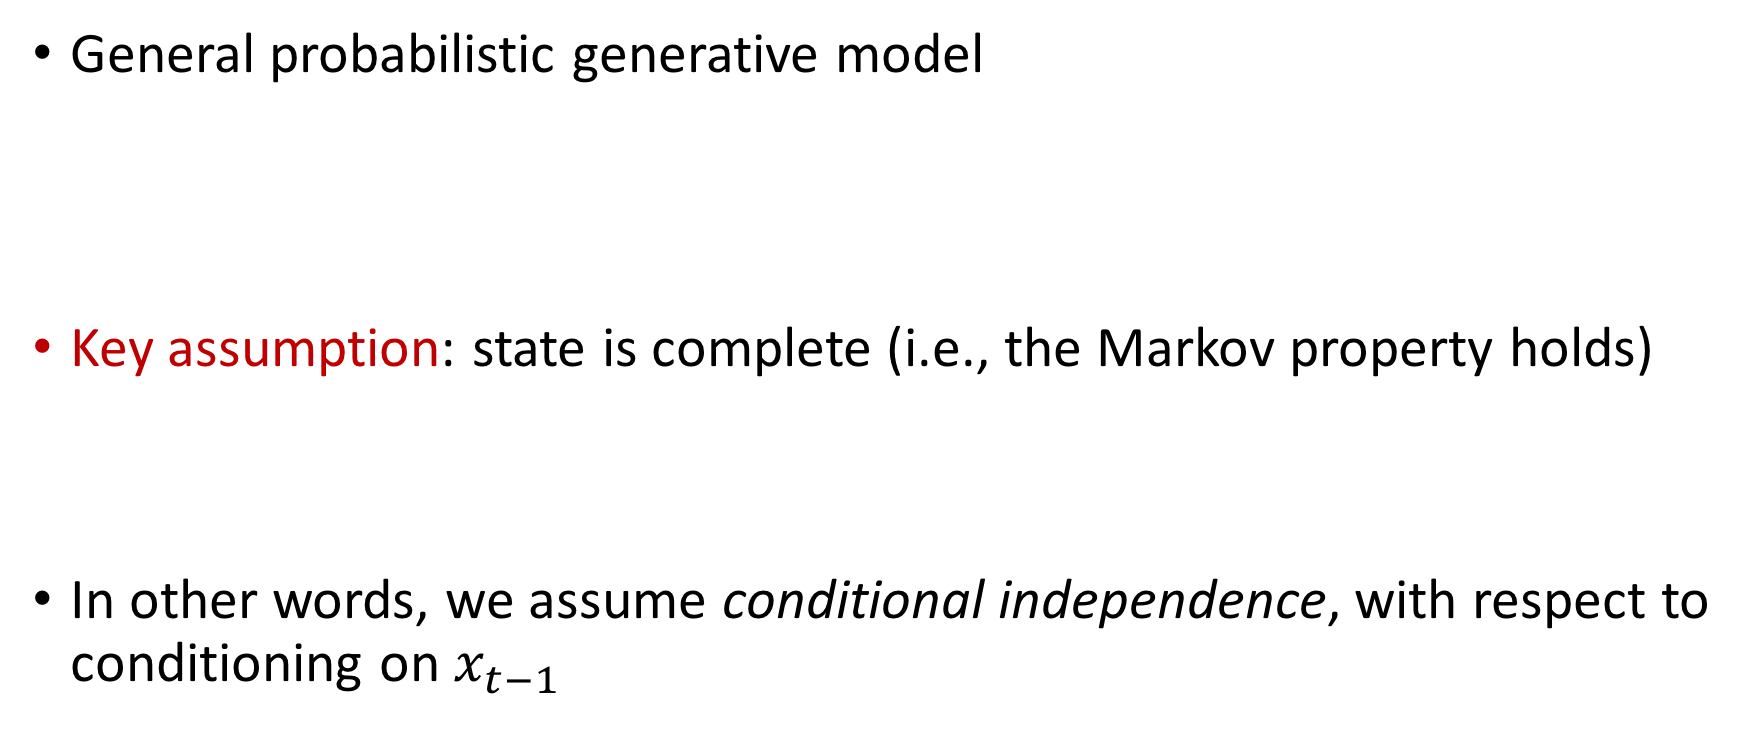 • General probabilistic generative model
• Key assumption: state is complete (i.e., the Markov property holds)
• In other words, we assume conditional independence, with respect to
conditioning on $x_{t-1}$